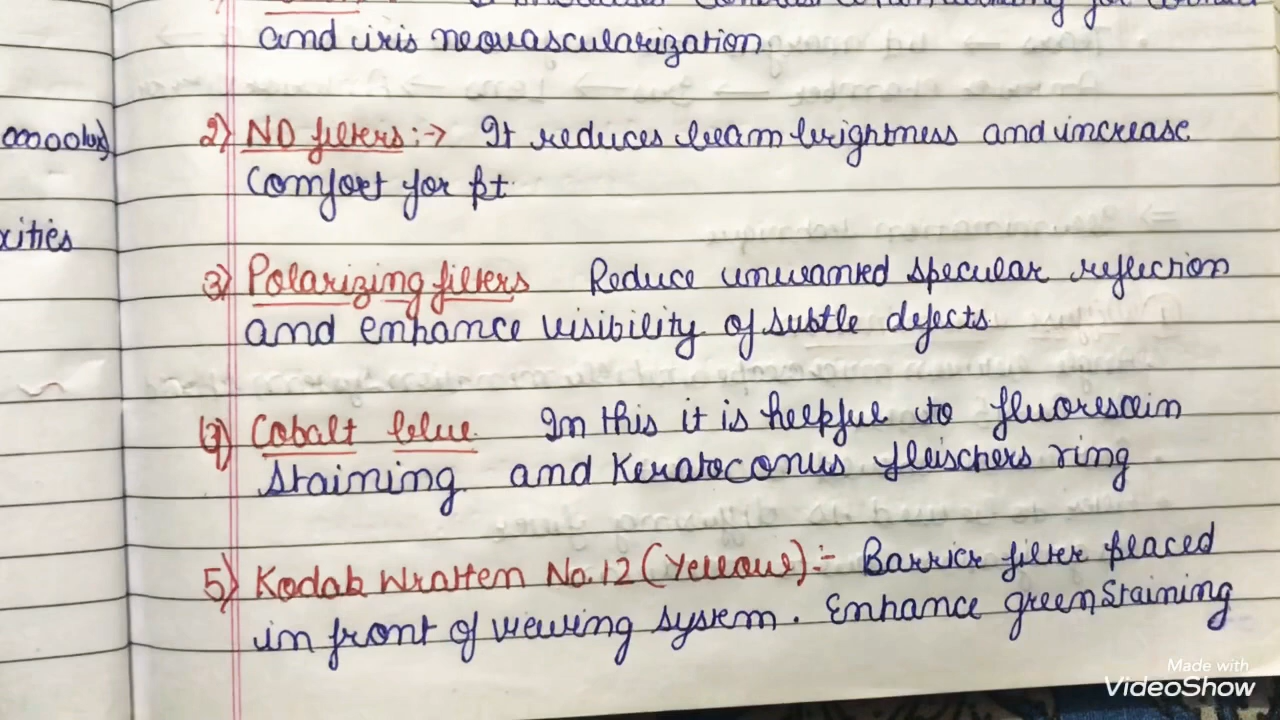 and iris neovascularization
0000lux)
2) ND filters :→ It reduces beam brightness and increase
comfort for pt.
xities
3) Polarizing filters Reduce unwanted specular reflection
and enhance visibility of subtle defects.
4) Cobalt blue. In this it is helpful to fluorescein
staining and Keratoconus fleischers ring
5) Kodak Wratten No.12 (Yellow):- Barrier filter placed
in front of viewing system. Enhance green staining
Made with
VideoShow